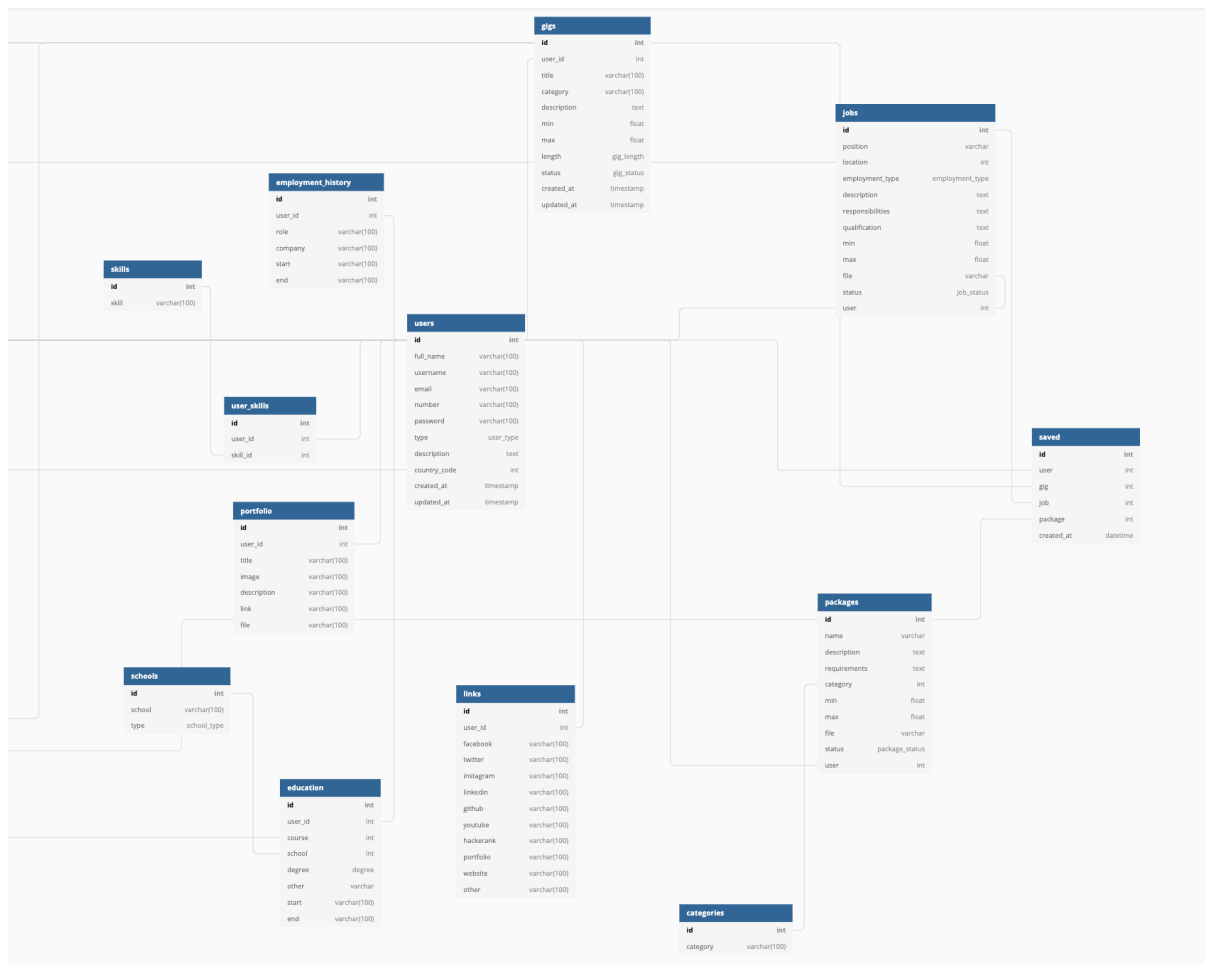 gigs
id int
user_id int
title varchar(100)
category varchar(100)
description text
min float
max float
length gig_length
status gig_status
created_at timestamp
updated_at timestamp
jobs
id int
position varchar
location int
employment_type employment_type
description text
responsibilities text
qualification text
min float
max float
file varchar
status job_status
user int
employment_history
id int
user_id int
role varchar(100)
company varchar(100)
start varchar(100)
end varchar(100)
skills
id int
skill varchar(100)
users
id int
full_name varchar(100)
username varchar(100)
email varchar(100)
number varchar(100)
password varchar(100)
type user_type
description text
country_code int
created_at timestamp
updated_at timestamp
user_skills
id int
user_id int
skill_id int
saved
id int
user int
gig int
job int
package int
created_at datetime
portfolio
id int
user_id int
title varchar(100)
image varchar(100)
description varchar(100)
link varchar(100)
file varchar(100)
packages
id int
name varchar
description text
requirements text
category int
min float
max float
file varchar
status package_status
user int
schools
id int
school varchar(100)
type school_type
links
id int
user_id int
facebook varchar(100)
twitter varchar(100)
instagram varchar(100)
linkedin varchar(100)
github varchar(100)
youtube varchar(100)
hackerank varchar(100)
portfolio varchar(100)
website varchar(100)
other varchar(100)
education
id int
user_id int
course int
school int
degree degree
other varchar
start varchar(100)
end varchar(100)
categories
id int
category varchar(100)